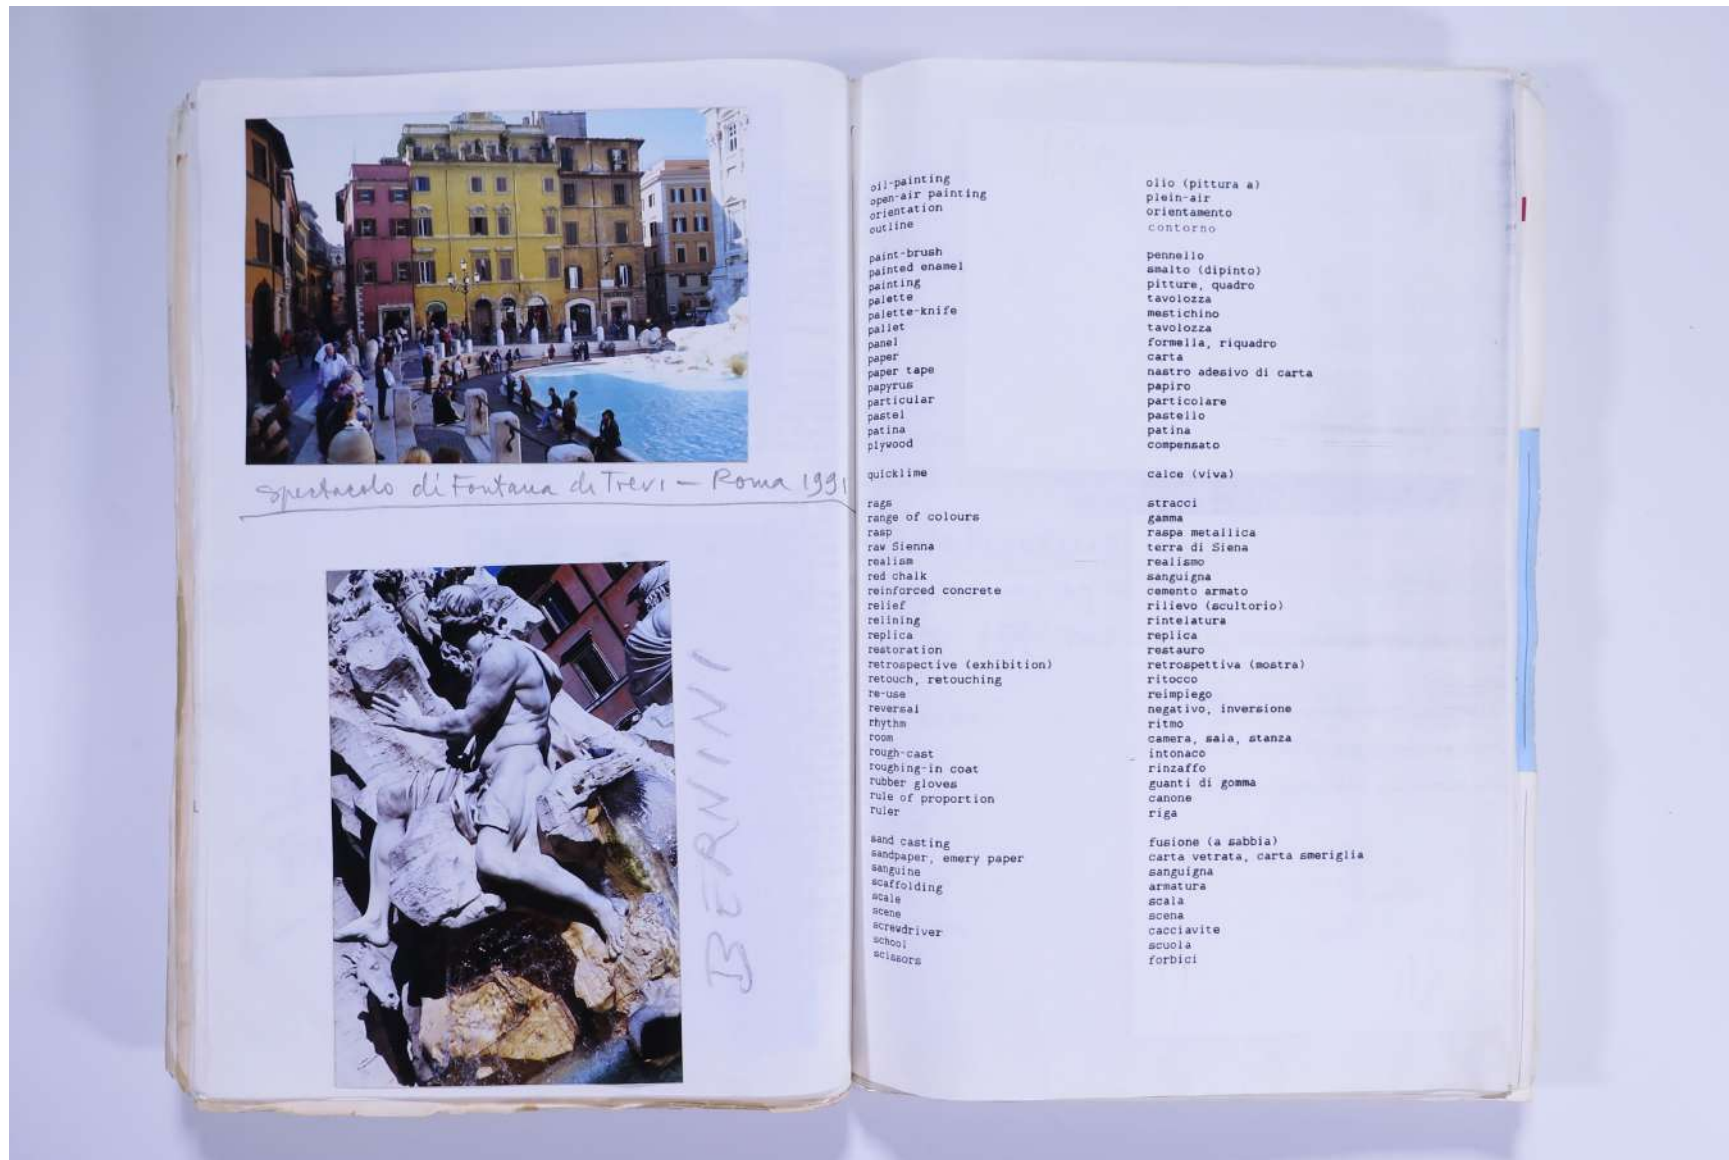 spectacolo di Fontana di Trevi — Roma 1991
BERNINI
oil-painting olio (pittura a)
open-air painting plein-air
orientation orientamento
outline contorno
paint-brush pennello
painted enamel smalto (dipinto)
painting pitture, quadro
palette tavolozza
palette-knife mestichino
pallet tavolozza
panel formella, riquadro
paper carta
paper tape nastro adesivo di carta
papyrus papiro
particular particolare
pastel pastello
patina patina
plywood compensato
quicklime calce (viva)
rags stracci
range of colours gamma
rasp raspa metallica
raw Sienna terra di Siena
realism realismo
red chalk sanguigna
reinforced concrete cemento armato
relief rilievo (scultorio)
relining rintelatura
replica replica
restoration restauro
retrospective (exhibition) retrospettiva (mostra)
retouch, retouching ritocco
re-use reimpiego
reversal negativo, inversione
rhythm ritmo
room camera, sala, stanza
rough-cast intonaco
roughing-in coat rinzaffo
rubber gloves guanti di gomma
rule of proportion canone
ruler riga
sand casting fusione (a sabbia)
sandpaper, emery paper carta vetrata, carta smeriglia
sanguine sanguigna
scaffolding armatura
scale scala
scene scena
screwdriver cacciavite
school scuola
scissors forbici